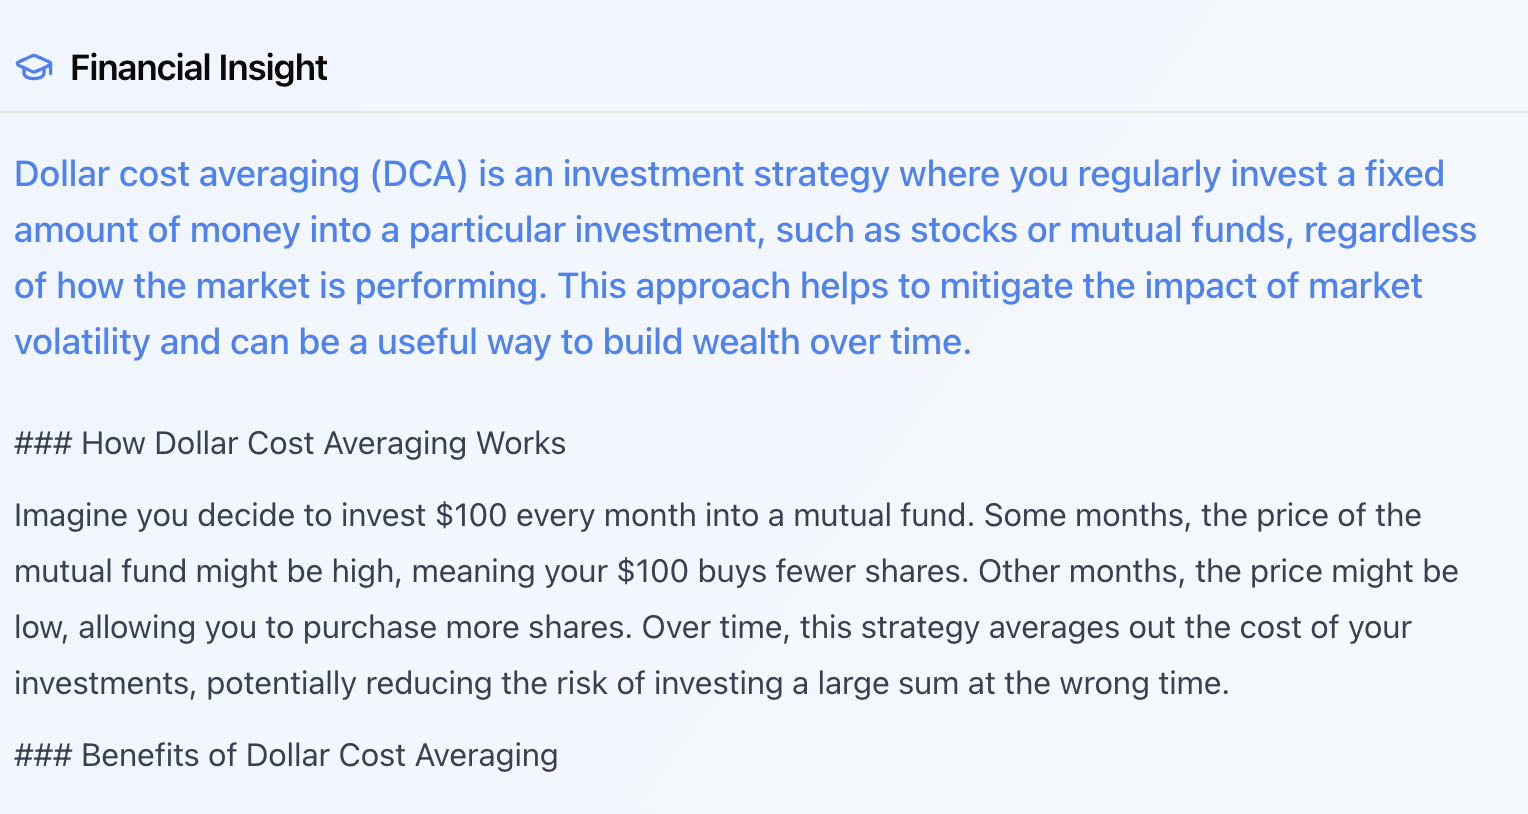 Financial Insight
Dollar cost averaging (DCA) is an investment strategy where you regularly invest a fixed
amount of money into a particular investment, such as stocks or mutual funds, regardless
of how the market is performing. This approach helps to mitigate the impact of market
volatility and can be a useful way to build wealth over time.
### How Dollar Cost Averaging Works
Imagine you decide to invest $100 every month into a mutual fund. Some months, the price of the
mutual fund might be high, meaning your $100 buys fewer shares. Other months, the price might be
low, allowing you to purchase more shares. Over time, this strategy averages out the cost of your
investments, potentially reducing the risk of investing a large sum at the wrong time.
### Benefits of Dollar Cost Averaging